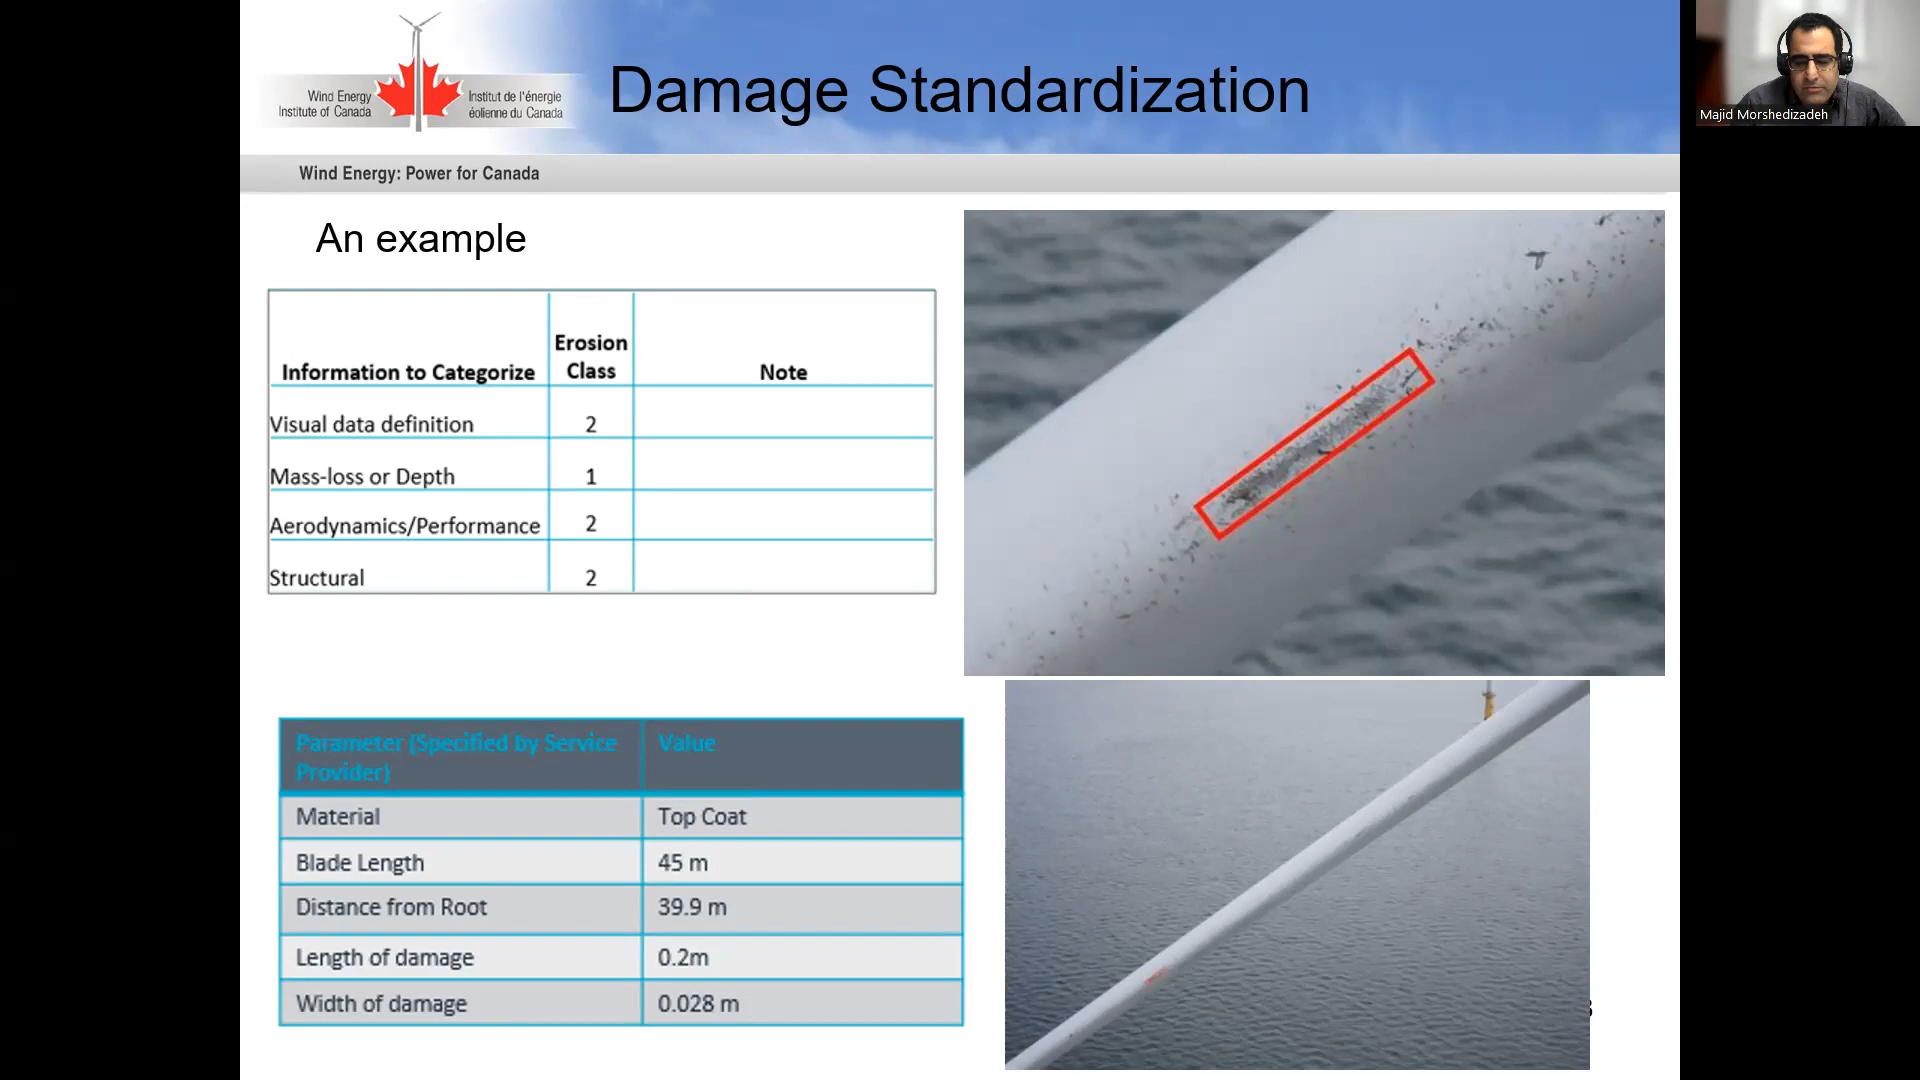 Wind Energy
Institute of Canada
Institut de l'énergie
éolienne du Canada
Damage Standardization
Majid Morshedizadeh
Wind Energy: Power for Canada
An example
Information to Categorize
Erosion
Class
Note
Visual data definition 2
Mass-loss or Depth 1
Aerodynamics/Performance 2
Structural 2
Parameter (Specified by Service
Provider)
Value
Material Top Coat
Blade Length 45 m
Distance from Root 39.9 m
Length of damage 0.2m
Width of damage 0.028 m